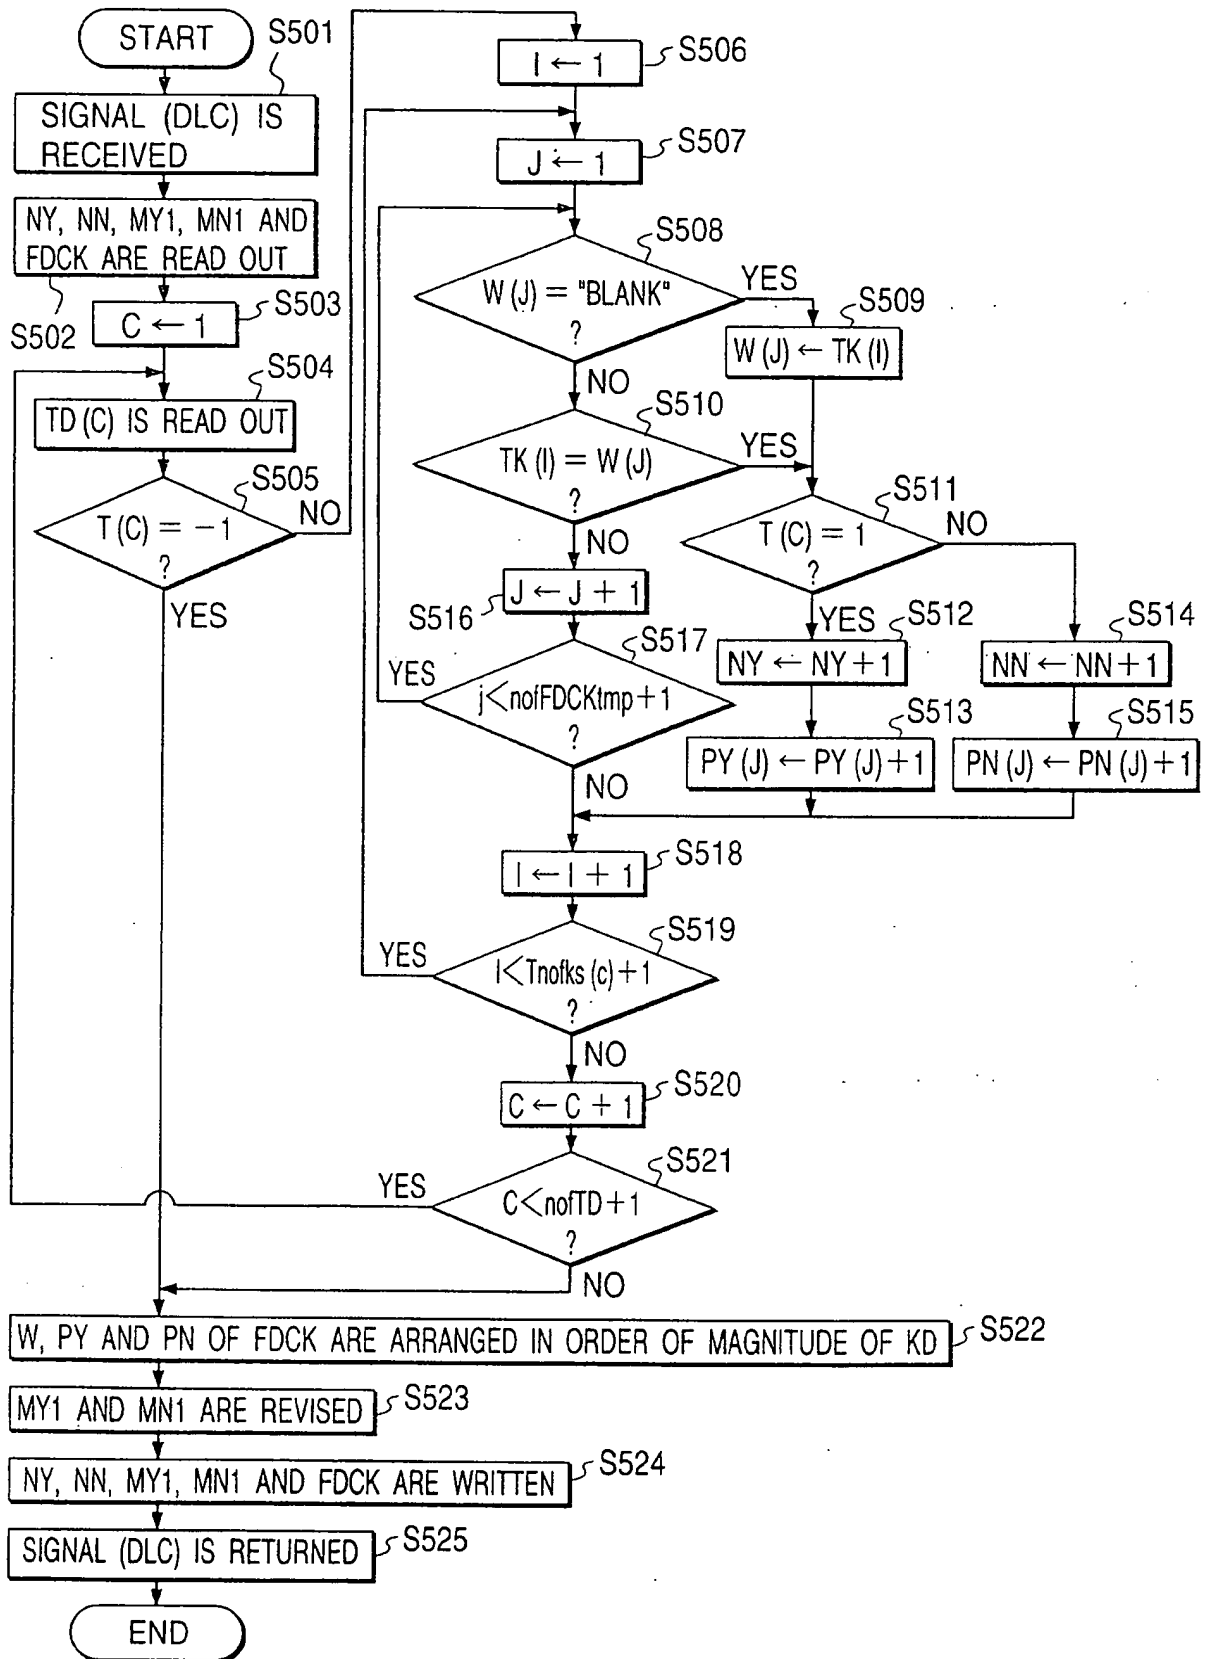 START
S501
SIGNAL (DLC) IS
RECEIVED
NY, NN, MY1, MN1 AND
FDCK ARE READ OUT
S502
C ← 1
S503
S504
TD (C) IS READ OUT
S505
T (C) = −1
?
NO
YES
I ← 1
S506
J ← 1
S507
S508
W (J) = "BLANK"
?
YES
NO
S509
W (J) ← TK (I)
S510
TK (I) = W (J)
?
YES
NO
S511
T (C) = 1
?
NO
YES
S516
J ← J + 1
S512
NY ← NY + 1
S514
NN ← NN + 1
S517
YES
j<nofFDCKtmp+1
?
NO
S513
PY (J) ← PY (J) + 1
S515
PN (J) ← PN (J) + 1
S518
I ← I + 1
S519
YES
I<Tnofks (c) + 1
?
NO
S520
C ← C + 1
S521
YES
C<nofTD+1
?
NO
W, PY AND PN OF FDCK ARE ARRANGED IN ORDER OF MAGNITUDE OF KD
S522
MY1 AND MN1 ARE REVISED
S523
NY, NN, MY1, MN1 AND FDCK ARE WRITTEN
S524
SIGNAL (DLC) IS RETURNED
S525
END